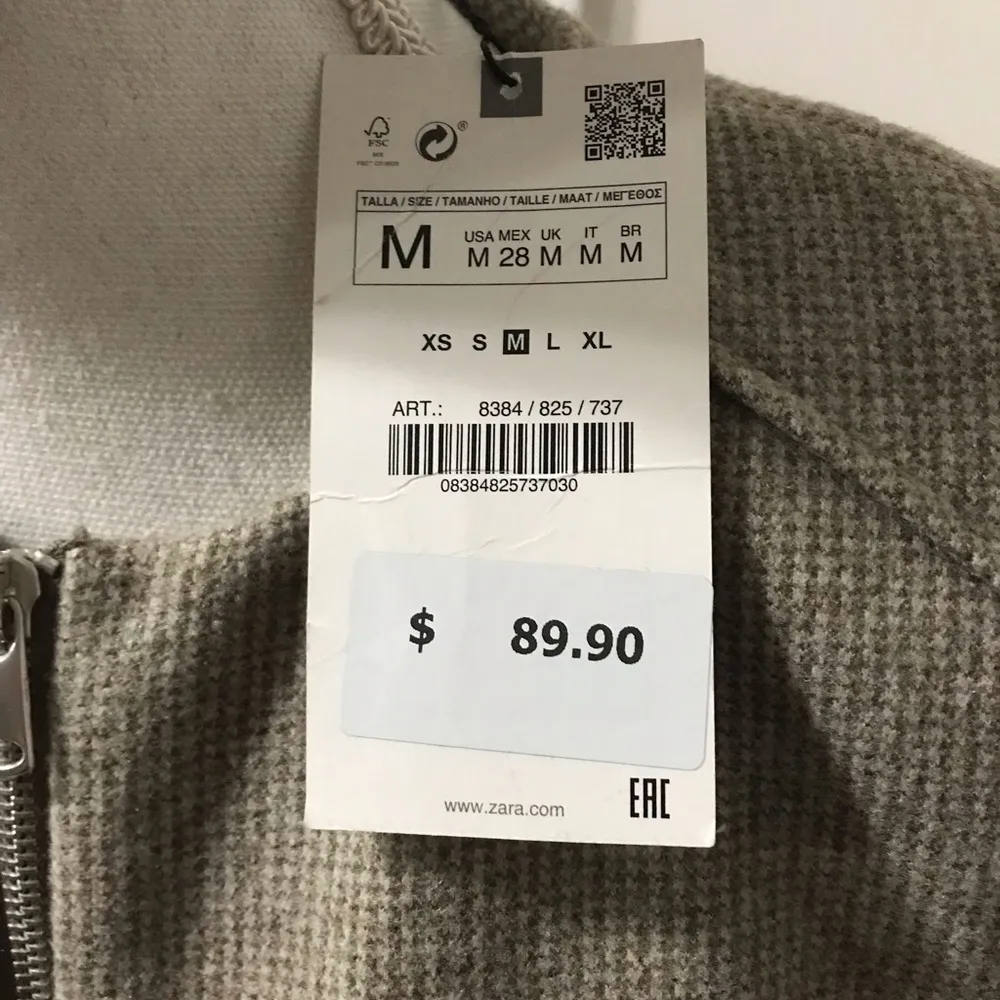 FSC
MIX
®
TALLA / SIZE / TAMANHO / TAILLE / MAAT / ΜΕΓΕΘΟΣ
M
USA MEX UK IT BR
M 28 M M M
XS S M L XL
ART.: 8384 / 825 / 737
08384825737030
$ 89.90
www.zara.com
EAC